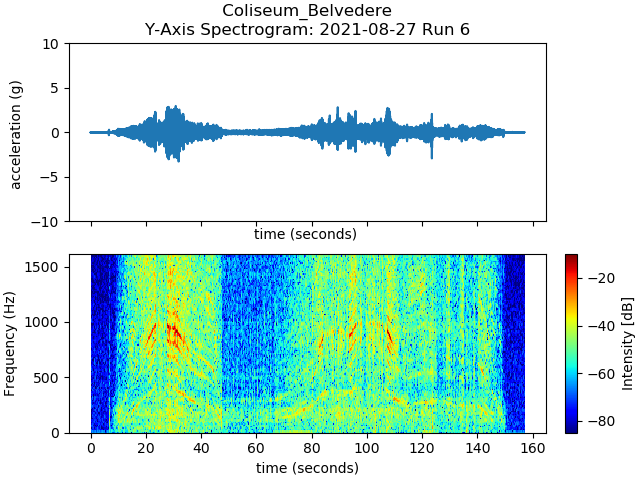 Coliseum_Belvedere
Y-Axis Spectrogram: 2021-08-27 Run 6
10
5
0
−5
−10
acceleration (g)
time (seconds)
1500
1000
500
0
Frequency (Hz)
0 20 40 60 80 100 120 140 160
time (seconds)
−20
−40
−60
−80
Intensity [dB]